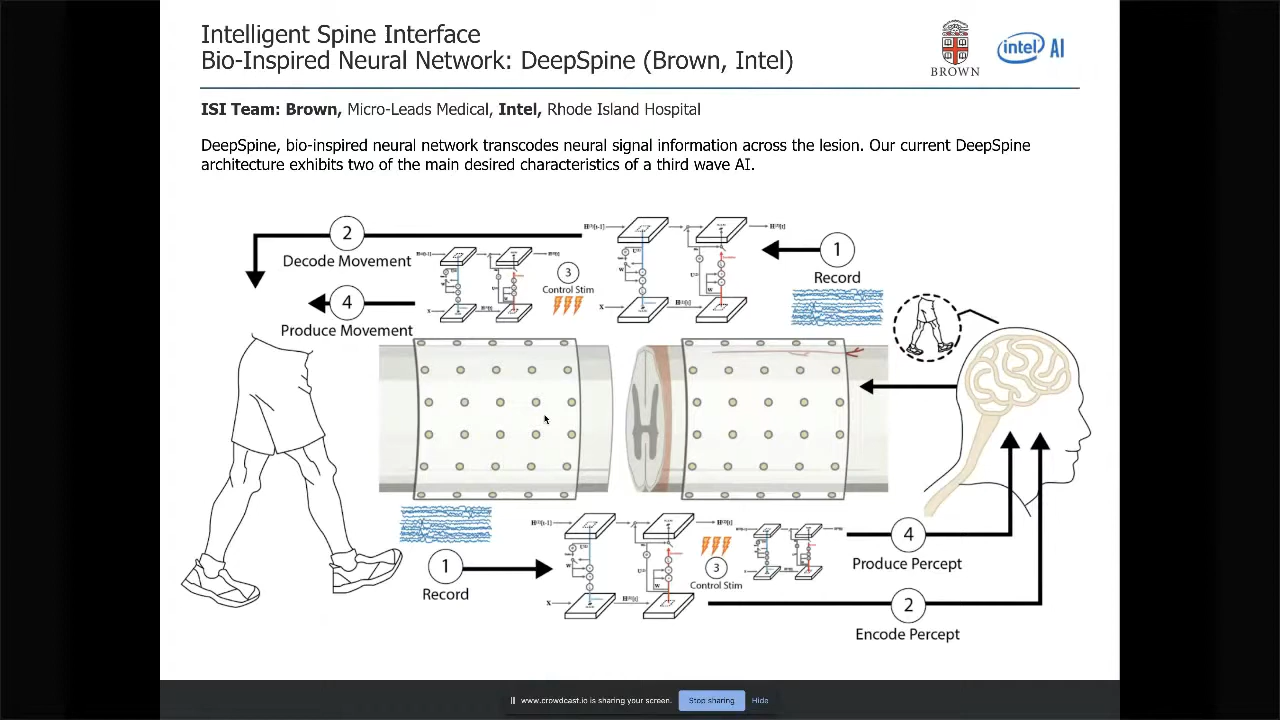 Intelligent Spine Interface
Bio-Inspired Neural Network: DeepSpine (Brown, Intel)
BROWN
intel AI
ISI Team: Brown, Micro-Leads Medical, Intel, Rhode Island Hospital
DeepSpine, bio-inspired neural network transcodes neural signal information across the lesion. Our current DeepSpine
architecture exhibits two of the main desired characteristics of a third wave AI.
2
Decode Movement
4
Produce Movement
3
Control Stim
1
Record
1
Record
3
Control Stim
4
Produce Percept
2
Encode Percept
www.crowdcast.io is sharing your screen.
Stop sharing
Hide